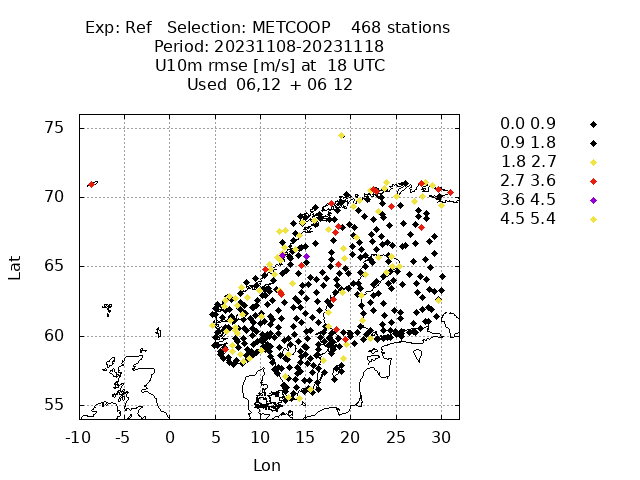 Exp: Ref   Selection: METCOOP    468 stations
Period: 20231108-20231118
U10m rmse [m/s] at  18 UTC
Used  06,12  + 06 12
0.0 0.9
0.9 1.8
1.8 2.7
2.7 3.6
3.6 4.5
4.5 5.4
75
70
65
60
55
Lat
-10 -5 0 5 10 15 20 25 30
Lon